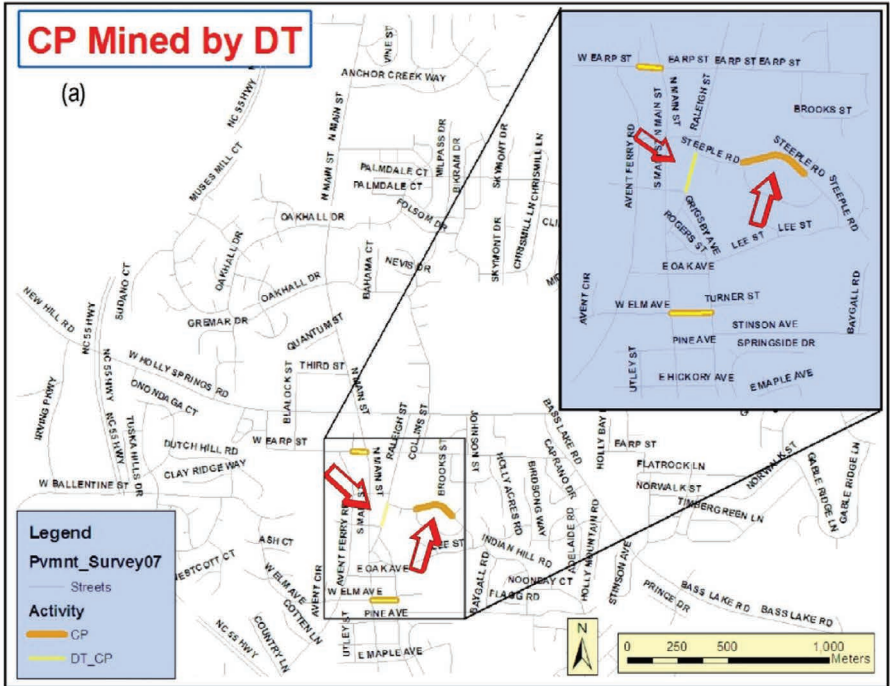 CP Mined by DT
(a)
VINE ST
ANCHOR CREEK WAY
NC 55 HWY
N MAIN ST
N MAIN ST
MUSES MILL CT
PALMDALE CT
PALMDALE CT
MILPASS DR
BIKRAM DR
SKYMONT DR
CHRISMILL LN
CHRISMILL LN
FOLSOM DR
OAKHALL DR
OAKHALL DR
OAKHALL DR
SKYMONT DR
BAHAMA CT
NEVIS DR
SUDANO CT
NEW HILL RD
GREMAR DR
QUANTUM ST
NC 55 HWY
NC 55 HWY
NC 55 HWY
THIRD ST
N MAIN ST
W HOLLY SPRINGS RD
ONONDAGA CT
BLALOCK ST
IRVING PKWY
TUSKA HILLS DR
DUTCH HILL RD
CLAY RIDGE WAY
W BALLENTINE ST
W EARP ST
N MAIN ST
RALEIGH ST
COLLINS ST
BROOKS ST
JOHNSON ST
BASS LAKE RD
HOLLY BAY
EARP ST
FLATROCK LN
NORWALK ST
NORWALK ST
TIMBERGREEN LN
GABLE RIDGE LN
GABLE RIDGE LN
HOLLY ACRES RD
BIRDSONG WAY
CAPRANO DR
AVENT FERRY RD
LEE ST
INDIAN HILL RD
ADELAIDE RD
HOLLY MOUNTAIN RD
STINSON AVE
ASH CT
W ELM AVE
COTTEN LN
COUNTRY LN
NC 55 HWY
AVENT CIR
E OAK AVE
W ELM AVE
PINE AVE
UTLEY ST
E MAPLE AVE
BAYGALL RD
NOONDAY CT
FLAGG RD
PRINCE DR
BASS LAKE RD
BASS LAKE RD
W EARP ST
EARP ST
EARP ST
EARP ST
N MAIN ST
N MAIN ST
RALEIGH ST
BROOKS ST
AVENT FERRY RD
STEEPLE RD
STEEPLE RD
STEEPLE RD
GRIGSBY AVE
ROGERS ST
LEE ST
LEE ST
E OAK AVE
AVENT CIR
W ELM AVE
TURNER ST
STINSON AVE
PINE AVE
SPRINGSIDE DR
BAYGALL RD
UTLEY ST
E HICKORY AVE
E MAPLE AVE
Legend
Pvmnt_Survey07
Streets
Activity
CP
DT_CP
N
0 250 500 1,000
Meters